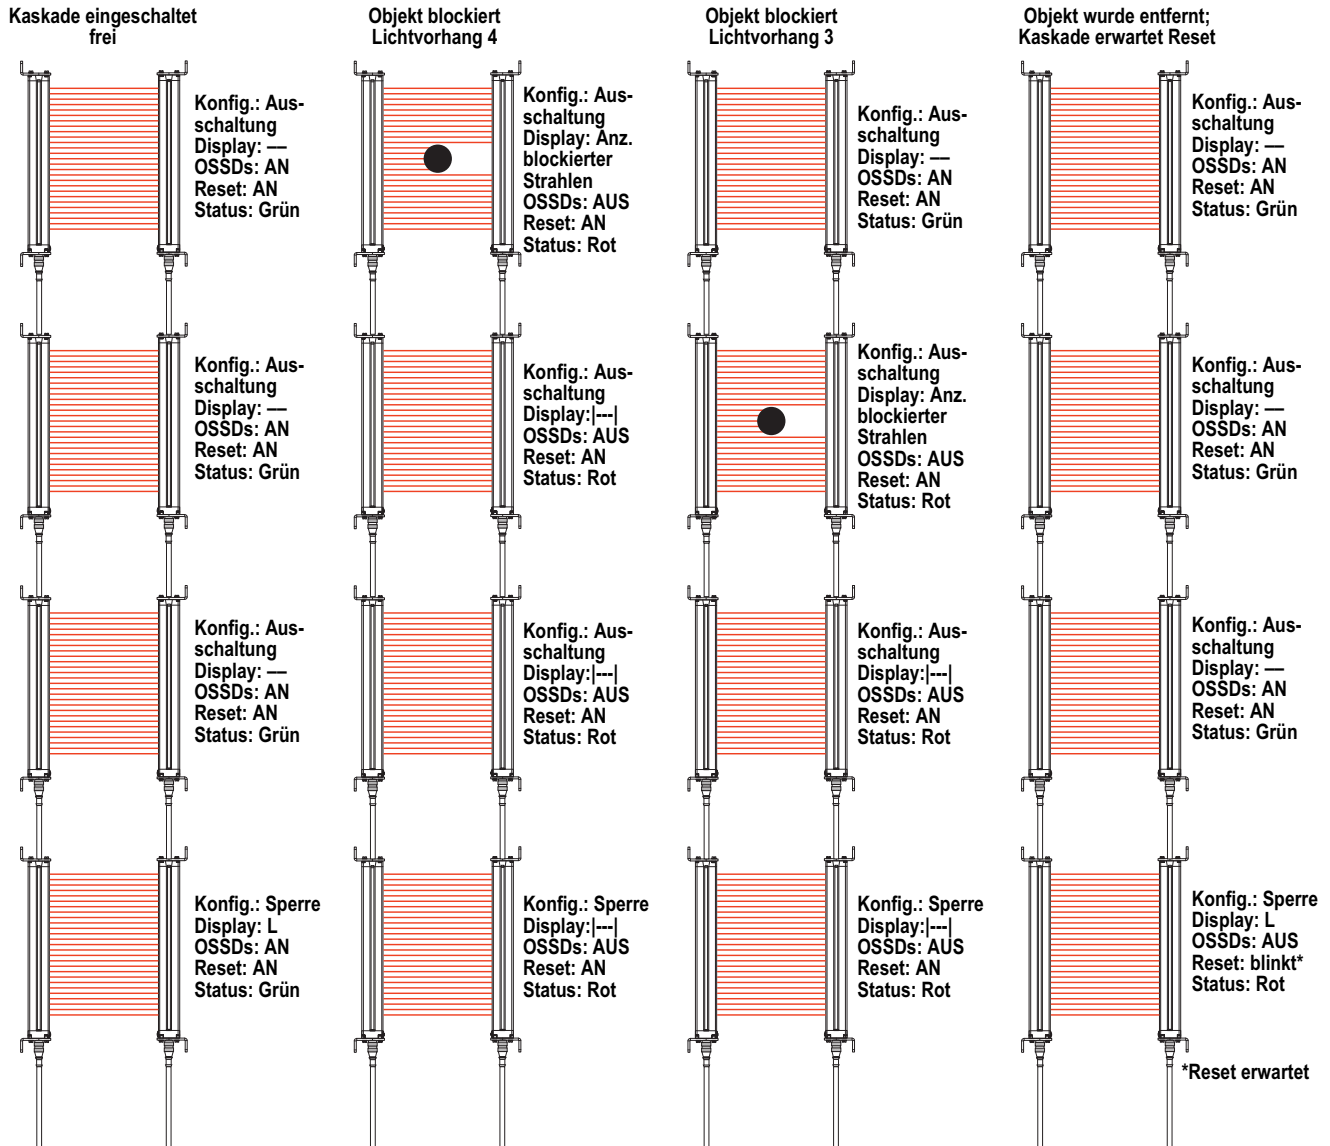 Kaskade eingeschaltet
frei
Konfig.: Aus-
schaltung
Display: —
OSSDs: AN
Reset: AN
Status: Grün
Konfig.: Aus-
schaltung
Display: —
OSSDs: AN
Reset: AN
Status: Grün
Konfig.: Aus-
schaltung
Display: —
OSSDs: AN
Reset: AN
Status: Grün
Konfig.: Sperre
Display: L
OSSDs: AN
Reset: AN
Status: Grün
Objekt blockiert
Lichtvorhang 4
Konfig.: Aus-
schaltung
Display: Anz.
blockierter
Strahlen
OSSDs: AUS
Reset: AN
Status: Rot
Konfig.: Aus-
schaltung
Display:|---|
OSSDs: AUS
Reset: AN
Status: Rot
Konfig.: Aus-
schaltung
Display:|---|
OSSDs: AUS
Reset: AN
Status: Rot
Konfig.: Sperre
Display:|---|
OSSDs: AUS
Reset: AN
Status: Rot
Objekt blockiert
Lichtvorhang 3
Konfig.: Aus-
schaltung
Display: —
OSSDs: AN
Reset: AN
Status: Grün
Konfig.: Aus-
schaltung
Display: Anz.
blockierter
Strahlen
OSSDs: AUS
Reset: AN
Status: Rot
Konfig.: Aus-
schaltung
Display:|---|
OSSDs: AUS
Reset: AN
Status: Rot
Konfig.: Sperre
Display:|---|
OSSDs: AUS
Reset: AN
Status: Rot
Objekt wurde entfernt;
Kaskade erwartet Reset
Konfig.: Aus-
schaltung
Display: —
OSSDs: AN
Reset: AN
Status: Grün
Konfig.: Aus-
schaltung
Display: —
OSSDs: AN
Reset: AN
Status: Grün
Konfig.: Aus-
schaltung
Display: —
OSSDs: AN
Reset: AN
Status: Grün
Konfig.: Sperre
Display: L
OSSDs: AUS
Reset: blinkt*
Status: Rot
*Reset erwartet